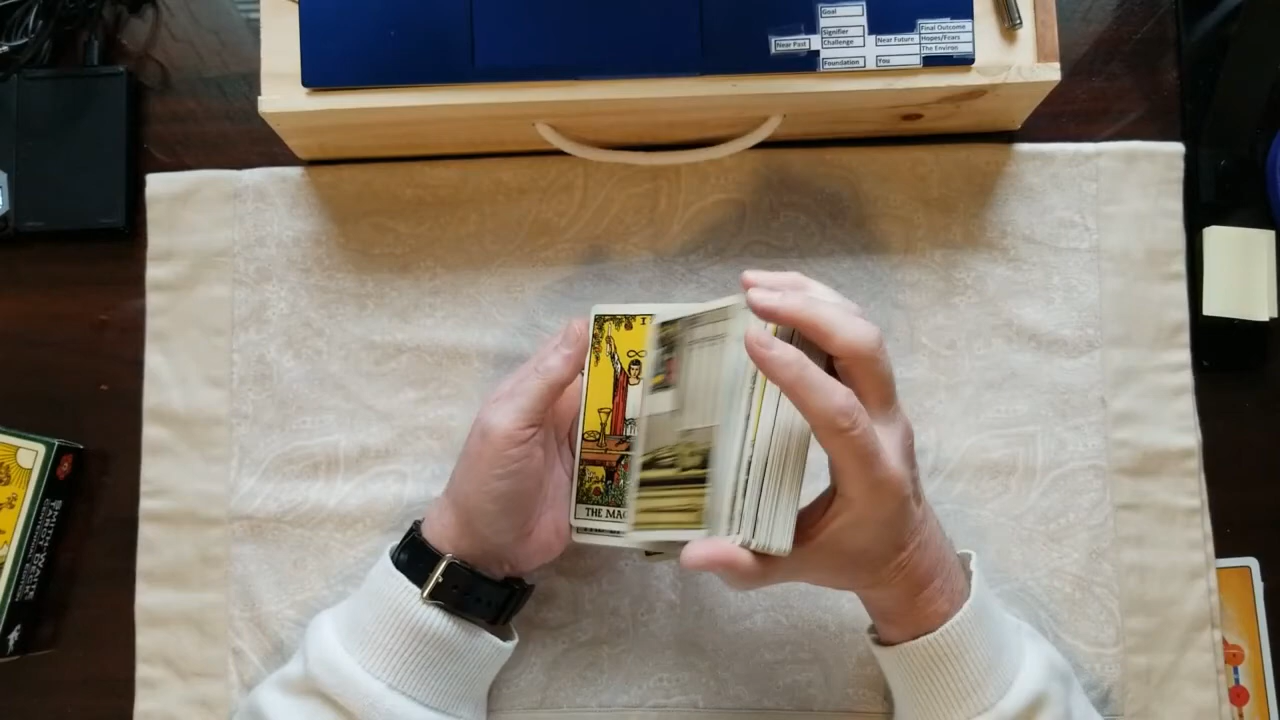 Goal
Signifier
Challenge
Near Past
Near Future
Final Outcome
Hopes/Fears
The Environ
Foundation
You
I
THE MAG